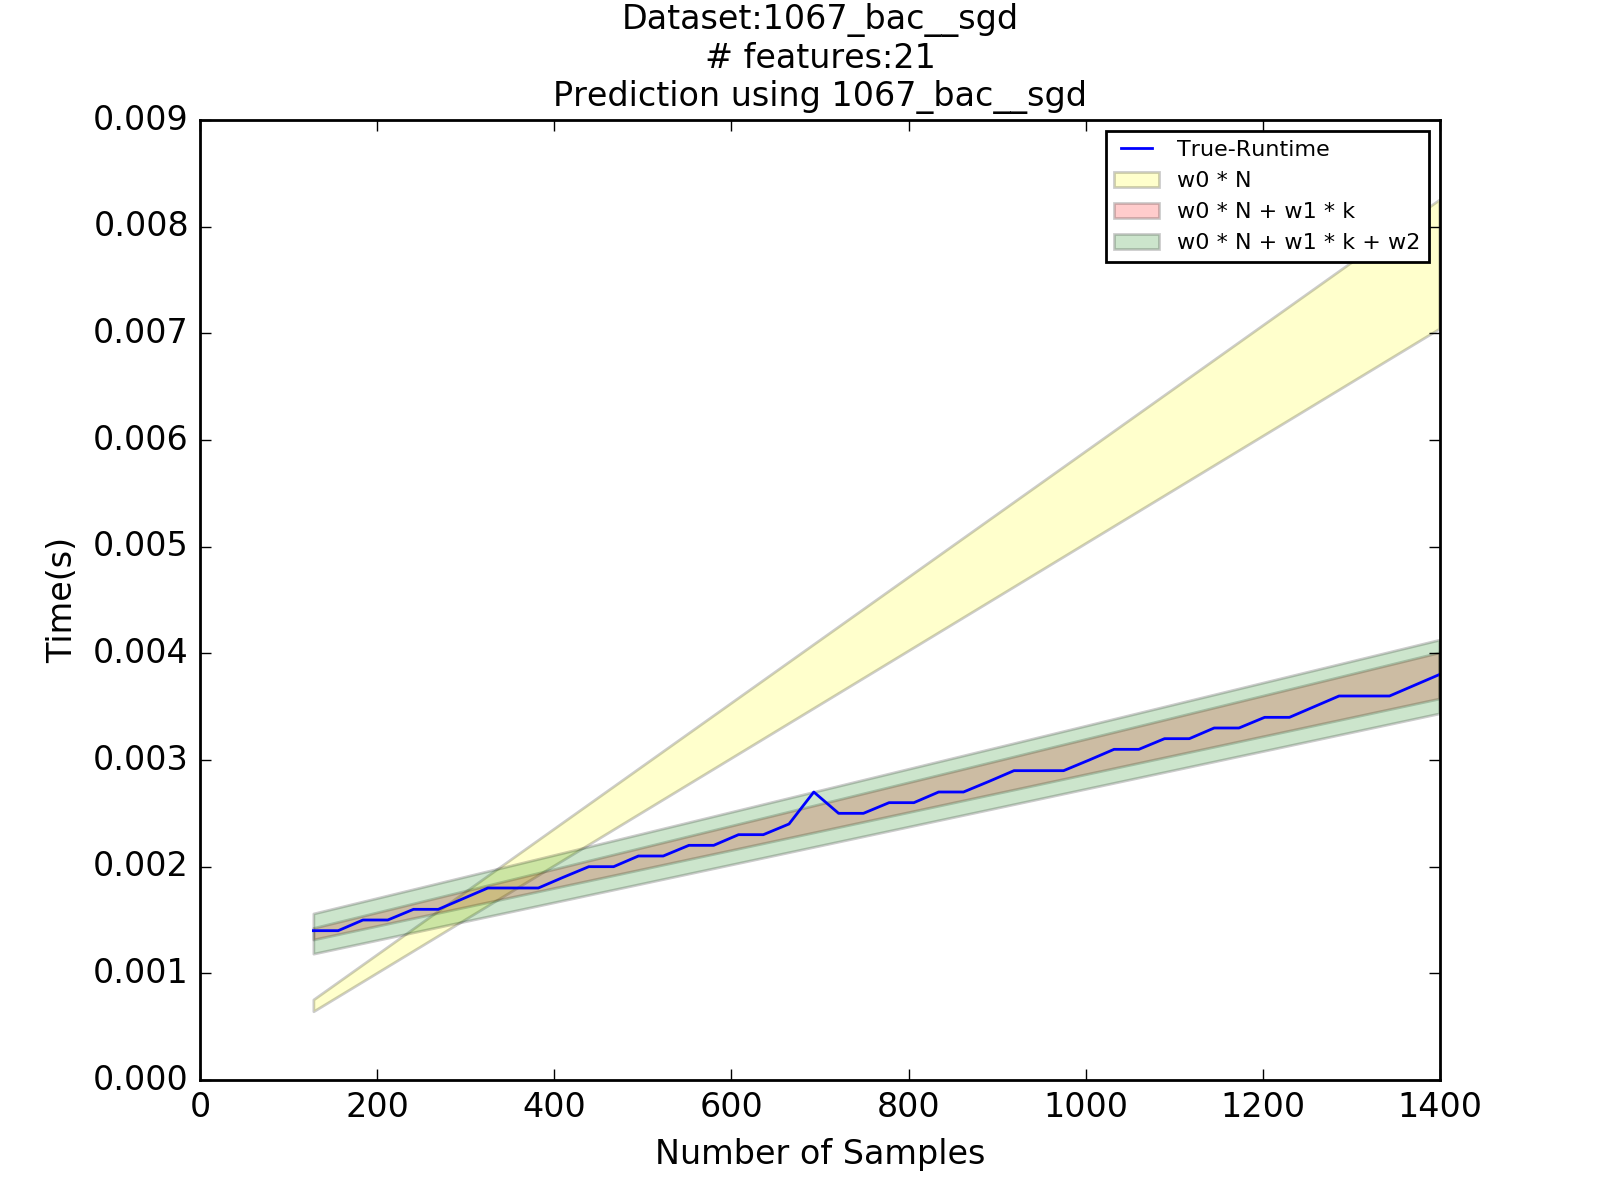 Dataset:1067_bac__sgd
# features:21
Prediction using 1067_bac__sgd
0.009
0.008
0.007
0.006
0.005
0.004
0.003
0.002
0.001
0.000
Time(s)
True-Runtime
w0 * N
w0 * N + w1 * k
w0 * N + w1 * k + w2
0 200 400 600 800 1000 1200 1400
Number of Samples